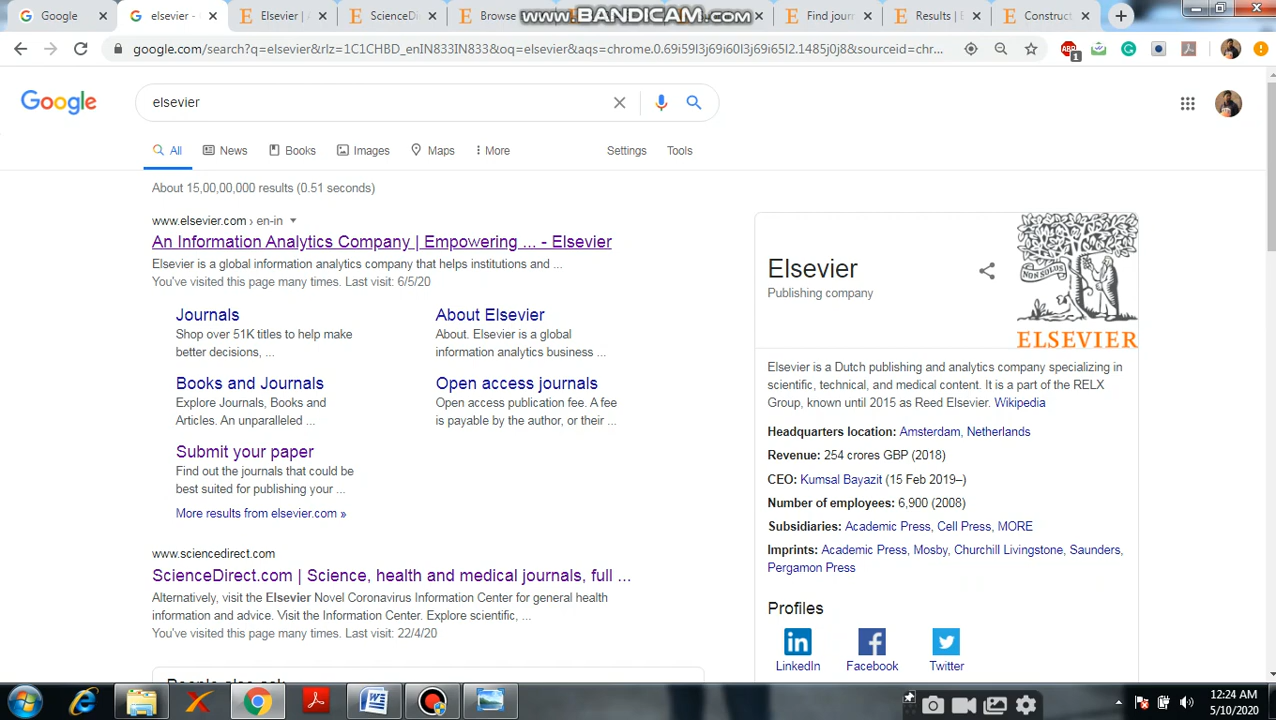 Google
elsevier -
Elsevier | A
ScienceDi
Browse
www.BANDICAM.com
Find journ
Results | E
Construct
google.com/search?q=elsevier&rlz=1C1CHBD_enIN833IN833&oq=elsevier&aqs=chrome.0.69i59l3j69i60l3j69i65l2.1485j0j8&sourceid=chr...
ABP
1
Google
elsevier
All
News
Books
Images
Maps
More
Settings
Tools
About 15,00,00,000 results (0.51 seconds)
www.elsevier.com › en-in
An Information Analytics Company | Empowering ... - Elsevier
Elsevier is a global information analytics company that helps institutions and ...
You've visited this page many times. Last visit: 6/5/20
Journals
Shop over 51K titles to help make
better decisions, ...
About Elsevier
About. Elsevier is a global
information analytics business ...
Books and Journals
Explore Journals, Books and
Articles. An unparalleled ...
Open access journals
Open access publication fee. A fee
is payable by the author, or their ...
Submit your paper
Find out the journals that could be
best suited for publishing your ...
More results from elsevier.com »
www.sciencedirect.com
ScienceDirect.com | Science, health and medical journals, full ...
Alternatively, visit the Elsevier Novel Coronavirus Information Center for general health
information and advice. Visit the Information Center. Explore scientific, ...
You've visited this page many times. Last visit: 22/4/20
People also ask
Elsevier
Publishing company
NON SOLUS
ELSEVIER
Elsevier is a Dutch publishing and analytics company specializing in
scientific, technical, and medical content. It is a part of the RELX
Group, known until 2015 as Reed Elsevier. Wikipedia
Headquarters location: Amsterdam, Netherlands
Revenue: 254 crores GBP (2018)
CEO: Kumsal Bayazit (15 Feb 2019–)
Number of employees: 6,900 (2008)
Subsidiaries: Academic Press, Cell Press, MORE
Imprints: Academic Press, Mosby, Churchill Livingstone, Saunders,
Pergamon Press
Profiles
LinkedIn
Facebook
Twitter
12:24 AM
5/10/2020